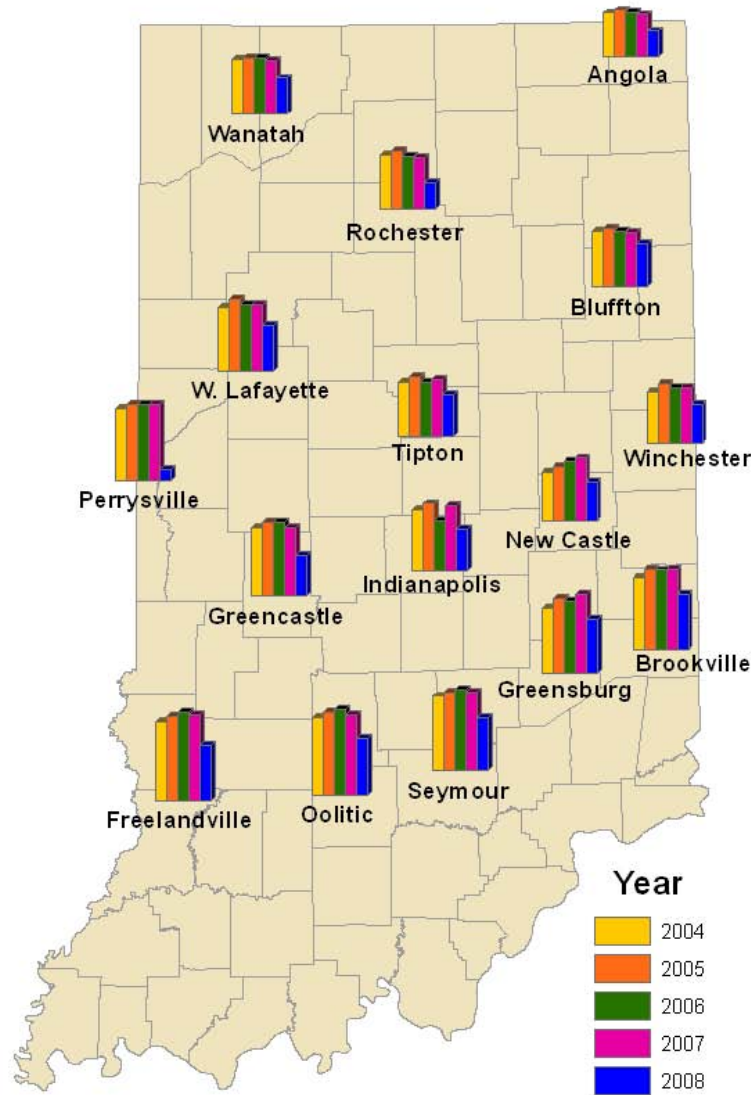 Angola
Wanatah
Rochester
Bluffton
W. Lafayette
Tipton
Winchester
Perrysville
New Castle
Indianapolis
Greencastle
Brookville
Greensburg
Seymour
Oolitic
Freelandville
Year
2004
2005
2006
2007
2008